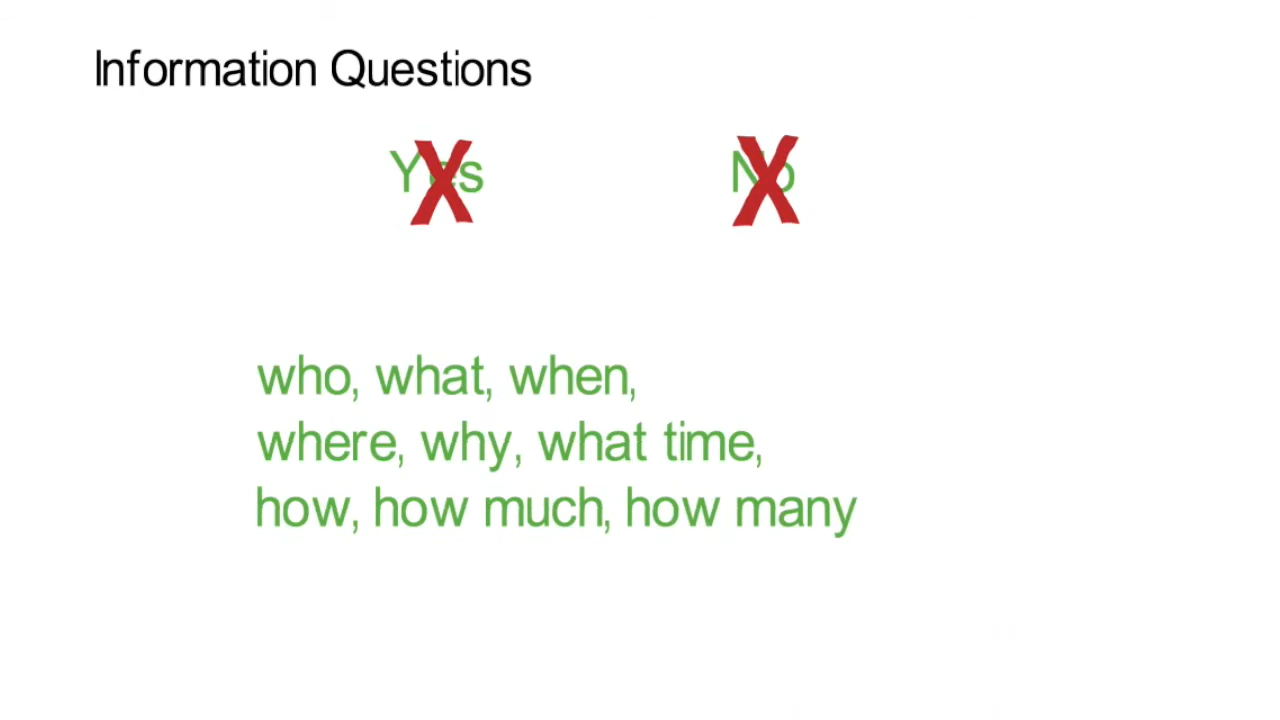 Information Questions
Yes No
who, what, when,
where, why, what time,
how, how much, how many